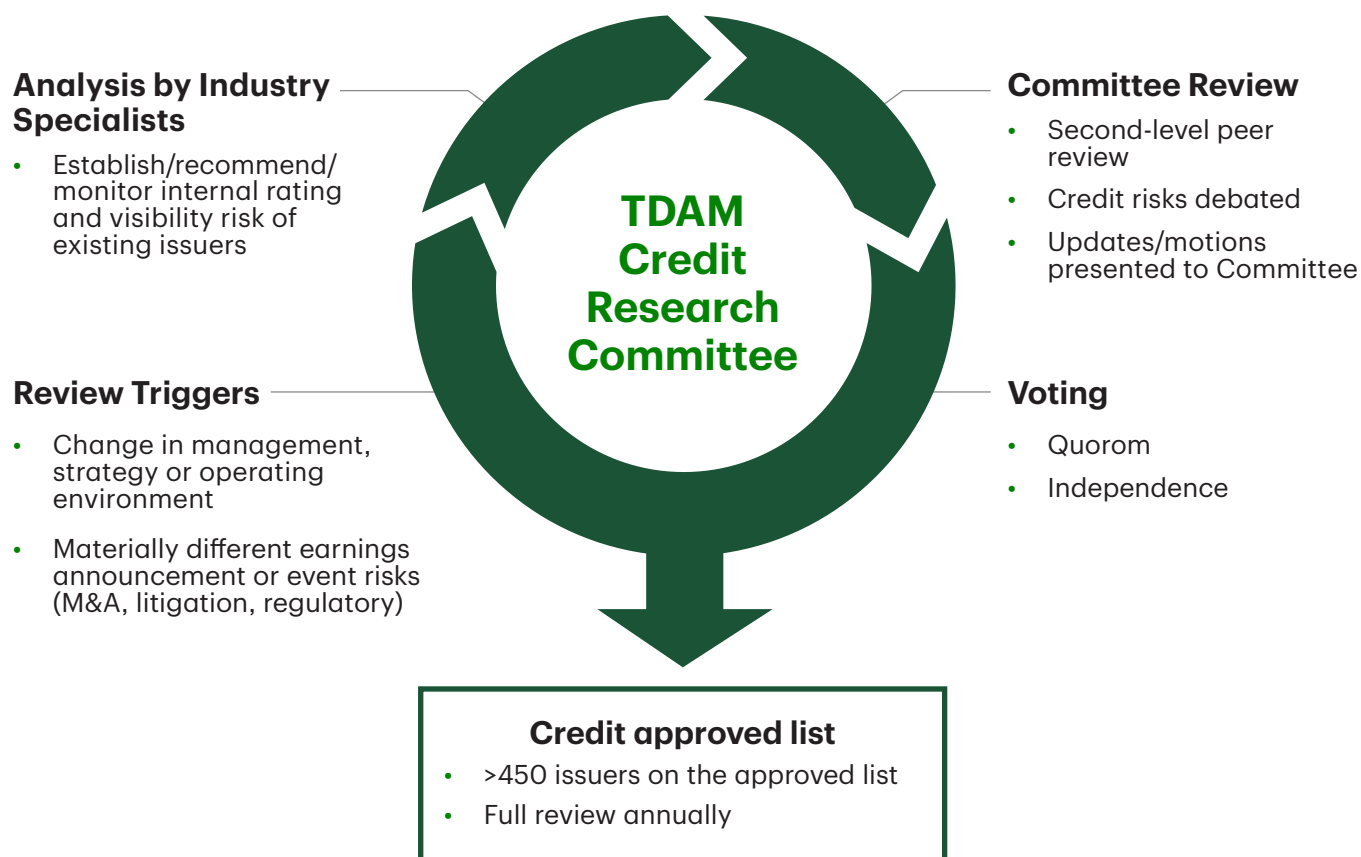 Analysis by Industry
Specialists
• Establish/recommend/
monitor internal rating
and visibility risk of
existing issuers
TDAM
Credit
Research
Committee
Committee Review
• Second-level peer
review
• Credit risks debated
• Updates/motions
presented to Committee
Review Triggers
• Change in management,
strategy or operating
environment
• Materially different earnings
announcement or event risks
(M&A, litigation, regulatory)
Voting
• Quorom
• Independence
Credit approved list
• >450 issuers on the approved list
• Full review annually